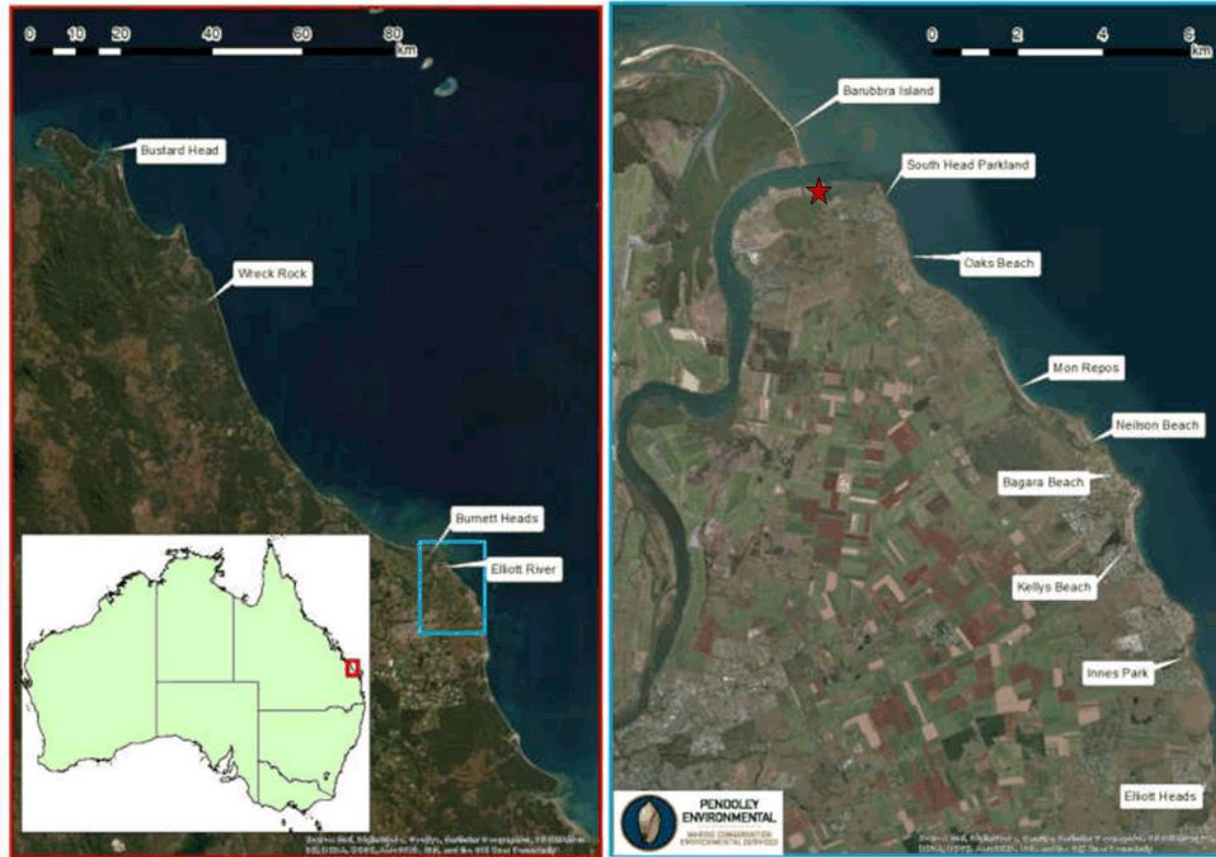 0 10 20 40 60 80
km
Bustard Head
Wreck Rock
Burnett Heads
Elliott River
0 2 4 6
km
Barubbra Island
South Head Parkland
Oaks Beach
Mon Repos
Neilson Beach
Bagara Beach
Kellys Beach
Innes Park
Elliott Heads
PENDOLEY
ENVIRONMENTAL
MARINE CONSERVATION
ENVIRONMENTAL SERVICES